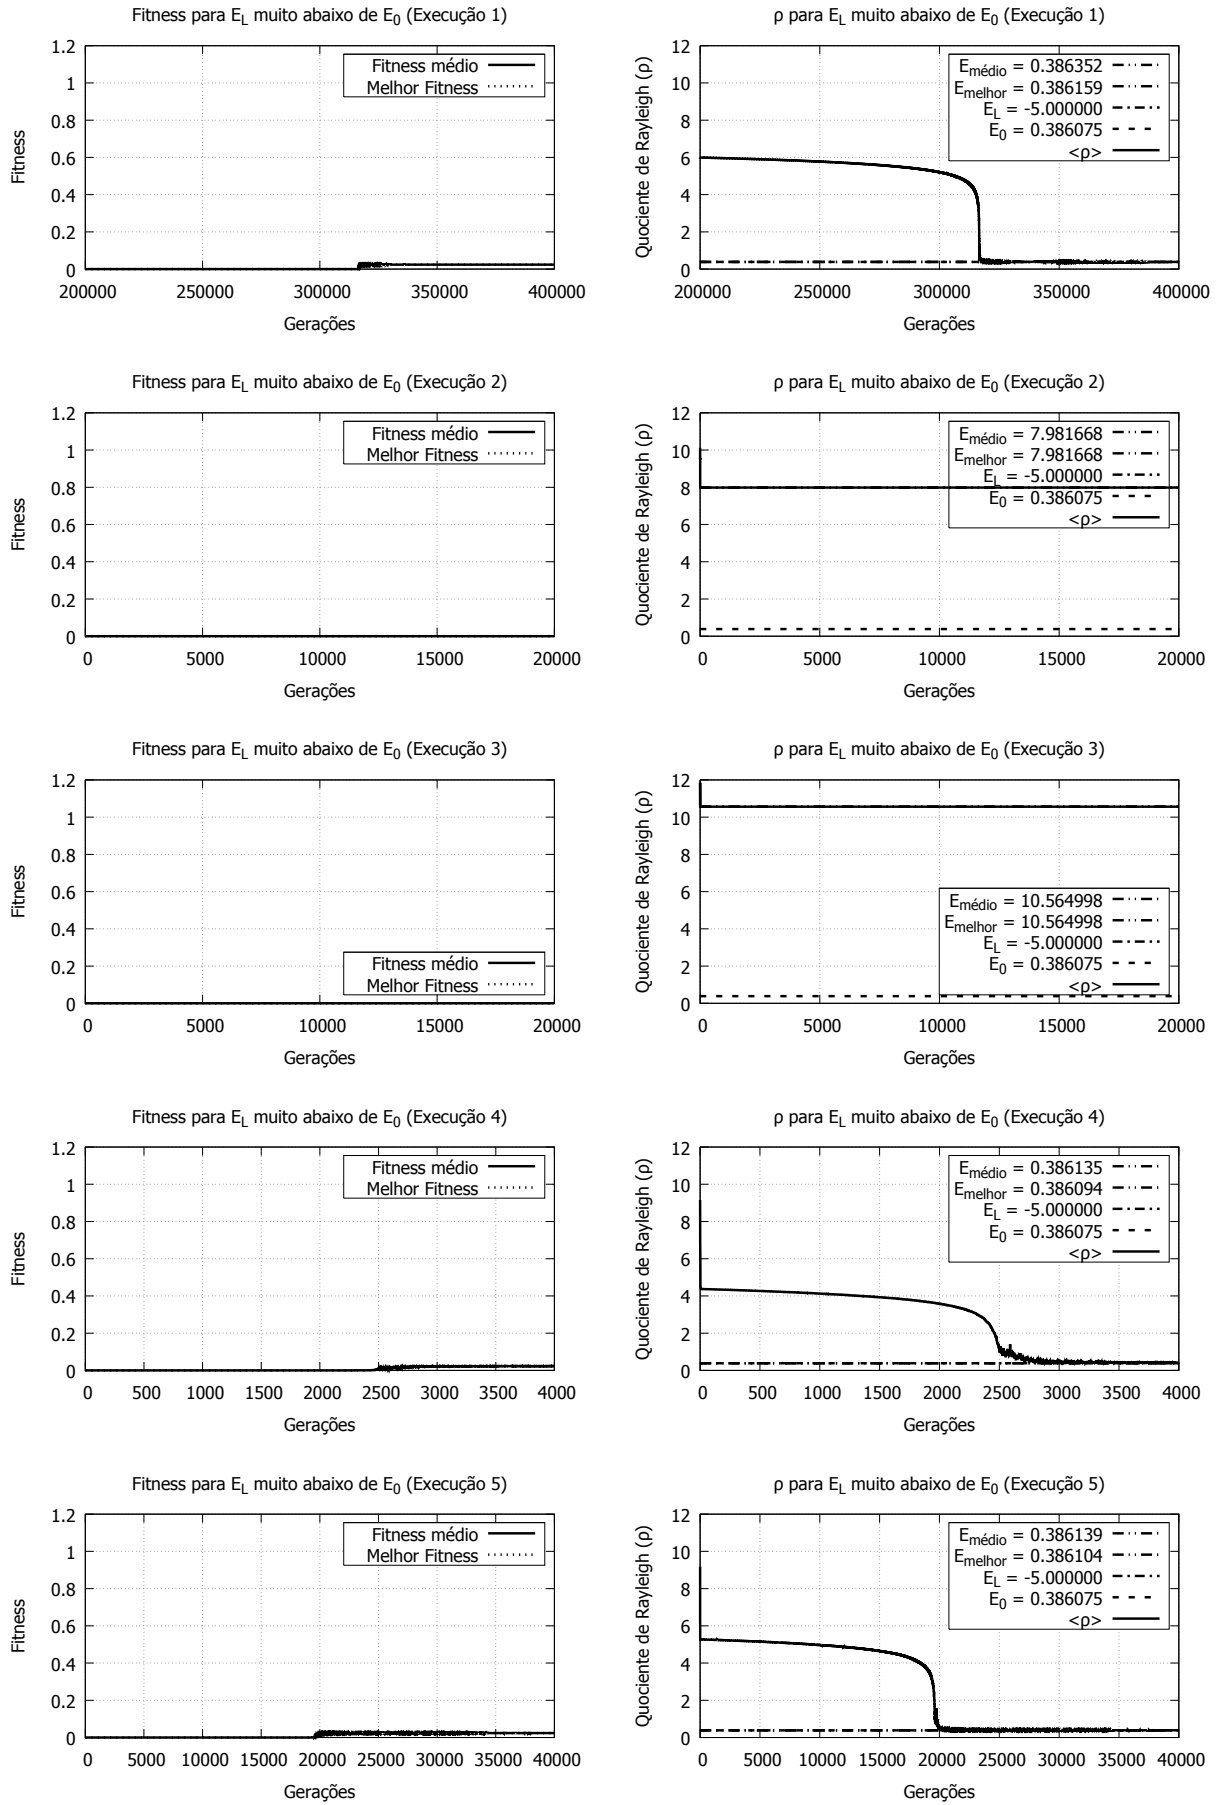 Fitness para E_L muito abaixo de E_0 (Execução 1)
Fitness
1.2
1
0.8
0.6
0.4
0.2
0
Fitness médio
Melhor Fitness
200000 250000 300000 350000 400000
Gerações
ρ para E_L muito abaixo de E_0 (Execução 1)
Quociente de Rayleigh (ρ)
12
10
8
6
4
2
0
E_médio = 0.386352
E_melhor = 0.386159
E_L = -5.000000
E_0 = 0.386075
<ρ>
200000 250000 300000 350000 400000
Gerações
Fitness para E_L muito abaixo de E_0 (Execução 2)
Fitness
1.2
1
0.8
0.6
0.4
0.2
0
Fitness médio
Melhor Fitness
0 5000 10000 15000 20000
Gerações
ρ para E_L muito abaixo de E_0 (Execução 2)
Quociente de Rayleigh (ρ)
12
10
8
6
4
2
0
E_médio = 7.981668
E_melhor = 7.981668
E_L = -5.000000
E_0 = 0.386075
<ρ>
0 5000 10000 15000 20000
Gerações
Fitness para E_L muito abaixo de E_0 (Execução 3)
Fitness
1.2
1
0.8
0.6
0.4
0.2
0
Fitness médio
Melhor Fitness
0 5000 10000 15000 20000
Gerações
ρ para E_L muito abaixo de E_0 (Execução 3)
Quociente de Rayleigh (ρ)
12
10
8
6
4
2
0
E_médio = 10.564998
E_melhor = 10.564998
E_L = -5.000000
E_0 = 0.386075
<ρ>
0 5000 10000 15000 20000
Gerações
Fitness para E_L muito abaixo de E_0 (Execução 4)
Fitness
1.2
1
0.8
0.6
0.4
0.2
0
Fitness médio
Melhor Fitness
0 500 1000 1500 2000 2500 3000 3500 4000
Gerações
ρ para E_L muito abaixo de E_0 (Execução 4)
Quociente de Rayleigh (ρ)
12
10
8
6
4
2
0
E_médio = 0.386135
E_melhor = 0.386094
E_L = -5.000000
E_0 = 0.386075
<ρ>
0 500 1000 1500 2000 2500 3000 3500 4000
Gerações
Fitness para E_L muito abaixo de E_0 (Execução 5)
Fitness
1.2
1
0.8
0.6
0.4
0.2
0
Fitness médio
Melhor Fitness
0 5000 10000 15000 20000 25000 30000 35000 40000
Gerações
ρ para E_L muito abaixo de E_0 (Execução 5)
Quociente de Rayleigh (ρ)
12
10
8
6
4
2
0
E_médio = 0.386139
E_melhor = 0.386104
E_L = -5.000000
E_0 = 0.386075
<ρ>
0 5000 10000 15000 20000 25000 30000 35000 40000
Gerações